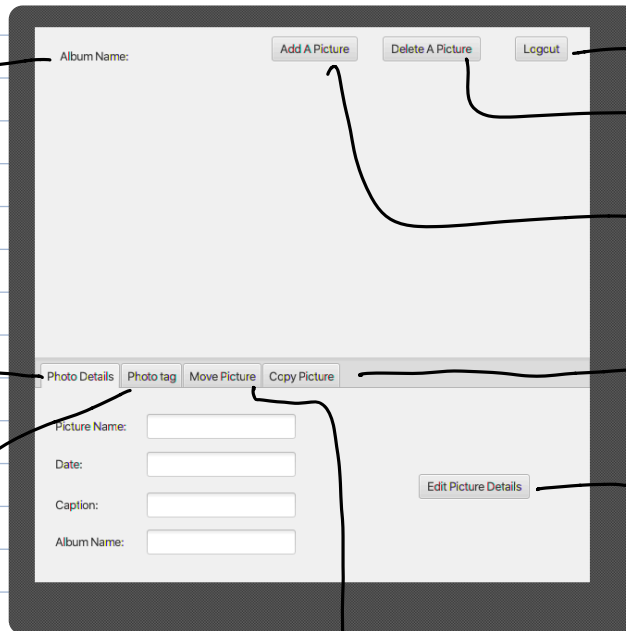 Album Name:
Add A Picture
Delete A Picture
Logout
Photo Details
Photo tag
Move Picture
Copy Picture
Picture Name:
Date:
Edit Picture Details
Caption:
Album Name: